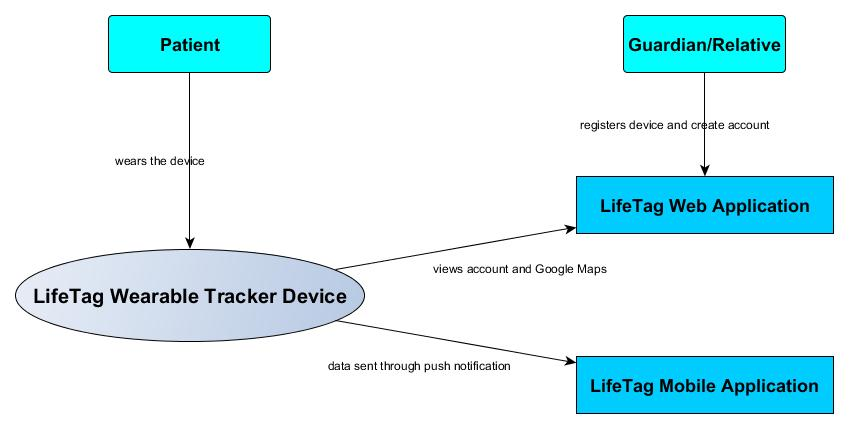 Patient
Guardian/Relative
registers device and create account
wears the device
LifeTag Web Application
views account and Google Maps
LifeTag Wearable Tracker Device
data sent through push notification
LifeTag Mobile Application